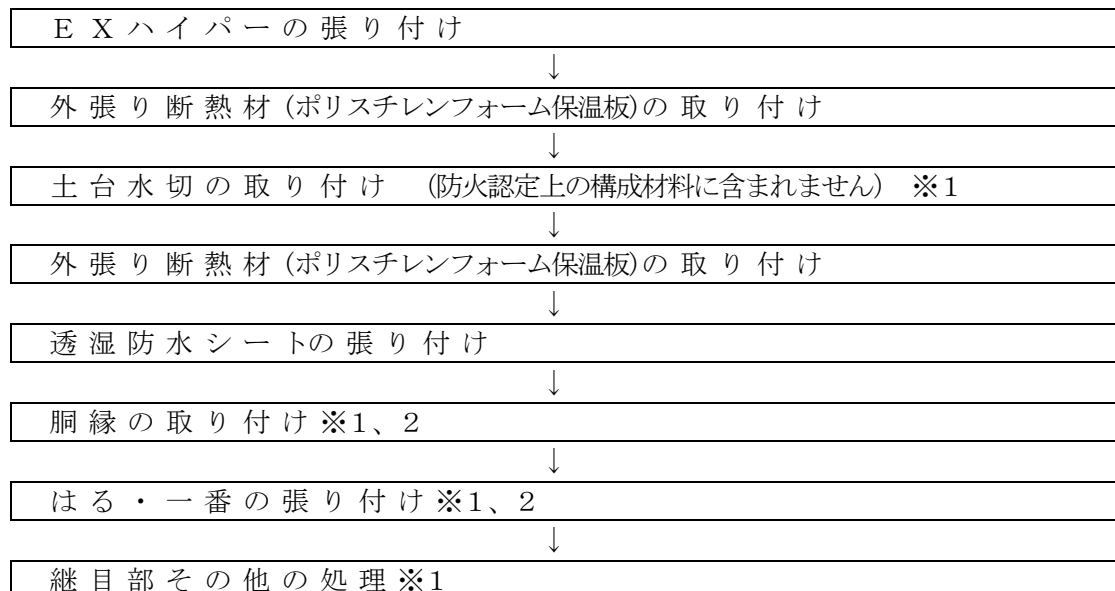 EXハイパーの張り付け
↓
外張り断熱材(ポリスチレンフォーム保温板)の取り付け
↓
土台水切の取り付け (防火認定上の構成材料に含まれません) ※1
↓
外張り断熱材(ポリスチレンフォーム保温板)の取り付け
↓
透湿防水シートの張り付け
↓
胴縁の取り付け※1、2
↓
はる・一番の張り付け※1、2
↓
継目部その他の処理※1